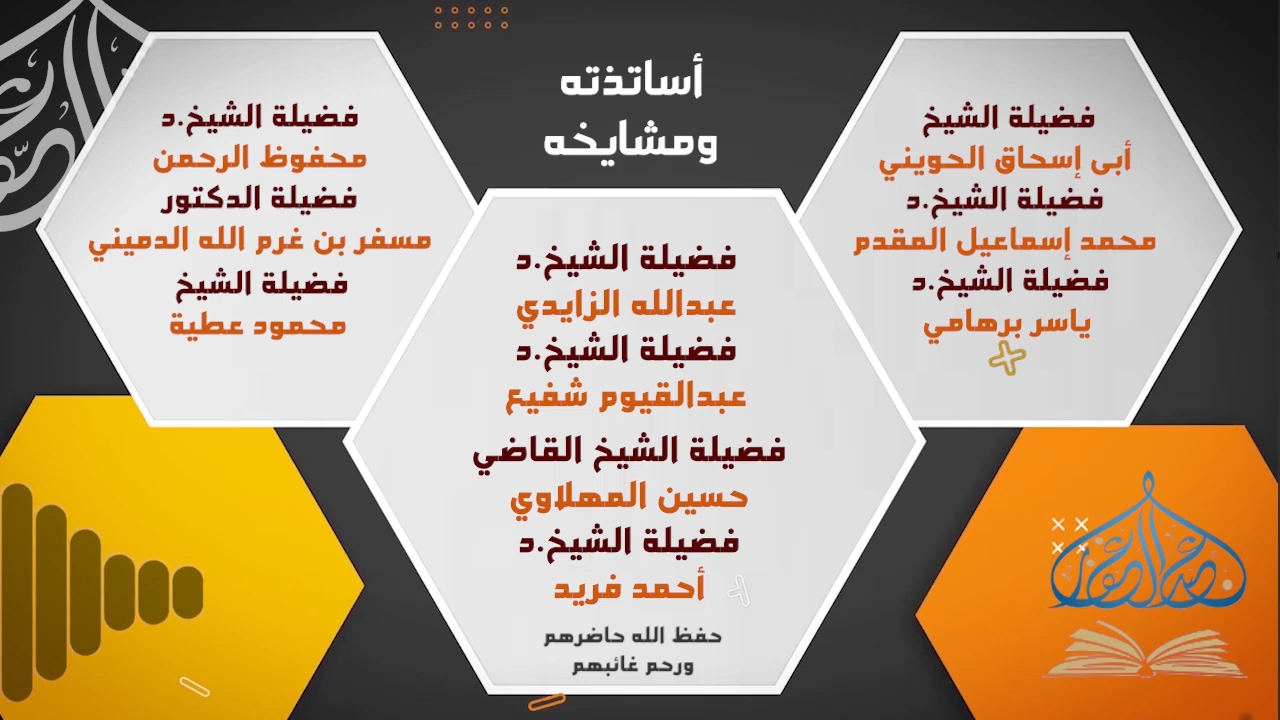 أساتذته
ومشايخه
فضيلة الشيخ
أبى إسحاق الحويني
فضيلة الشيخ.د
محمد إسماعيل المقدم
فضيلة الشيخ.د
ياسر برهامي
فضيلة الشيخ.د
عبدالله الزايدي
فضيلة الشيخ.د
عبدالقيوم شفيع
فضيلة الشيخ القاضي
حسين المهلاوي
فضيلة الشيخ.د
أحمد فريد
حفظ الله حاضرهم
ورحم غائبهم
فضيلة الشيخ.د
محفوظ الرحمن
فضيلة الدكتور
مسفر بن غرم الله الدميني
فضيلة الشيخ
محمود عطية